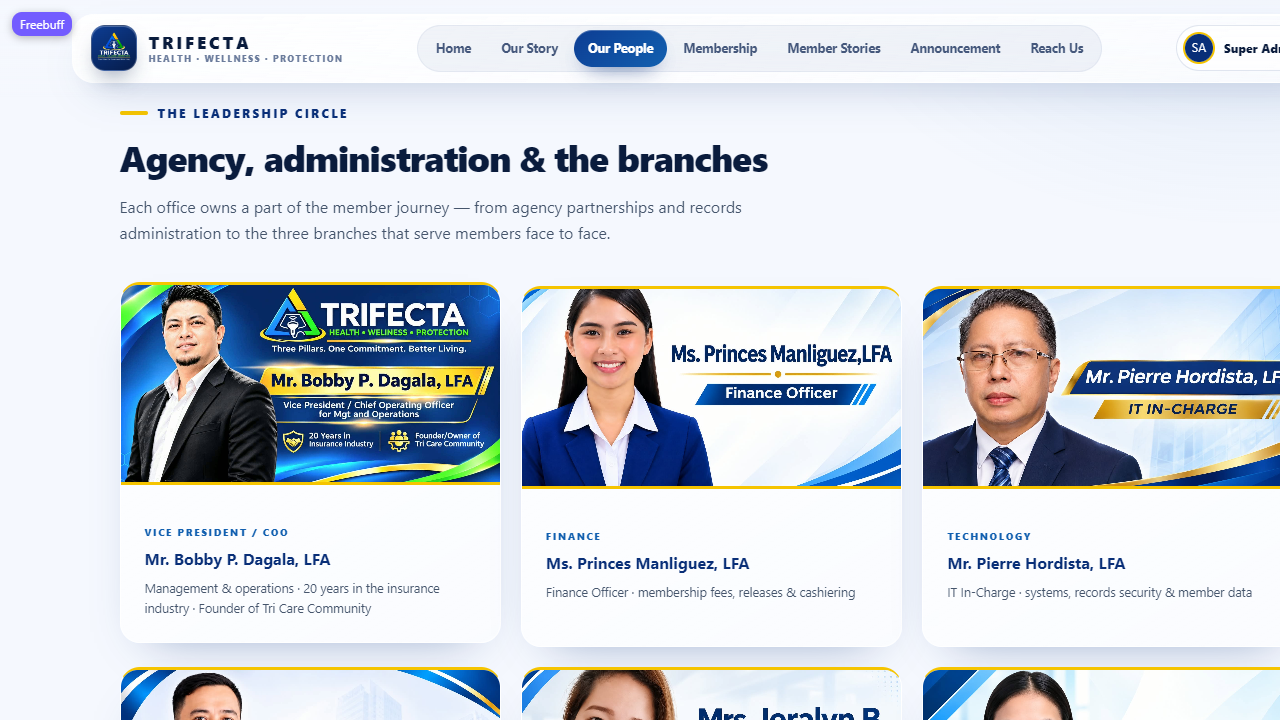 Freebuff
TRIFECTA
HEALTH • WELLNESS • PROTECTION
Home
Our Story
Our People
Membership
Member Stories
Announcement
Reach Us
SA
THE LEADERSHIP CIRCLE
Agency, administration & the branches
Each office owns a part of the member journey — from agency partnerships and records
administration to the three branches that serve members face to face.
TRIFECTA
HEALTH • WELLNESS • PROTECTION
Three Pillars. One Commitment. Better Living.
Mr. Bobby P. Dagala, LFA
Vice President / Chief Operating Officer
for Mgt and Operations
20 Years in
Insurance Industry
Founder/Owner of
Tri Care Community
VICE PRESIDENT / COO
Mr. Bobby P. Dagala, LFA
Management & operations · 20 years in the insurance
industry · Founder of Tri Care Community
Ms. Princes Manliguez,LFA
Finance Officer
FINANCE
Ms. Princes Manliguez, LFA
Finance Officer · membership fees, releases & cashiering
Mr. Pierre Hordista,
IT IN-CHARGE
TECHNOLOGY
Mr. Pierre Hordista, LFA
IT In-Charge · systems, records security & member data
Super